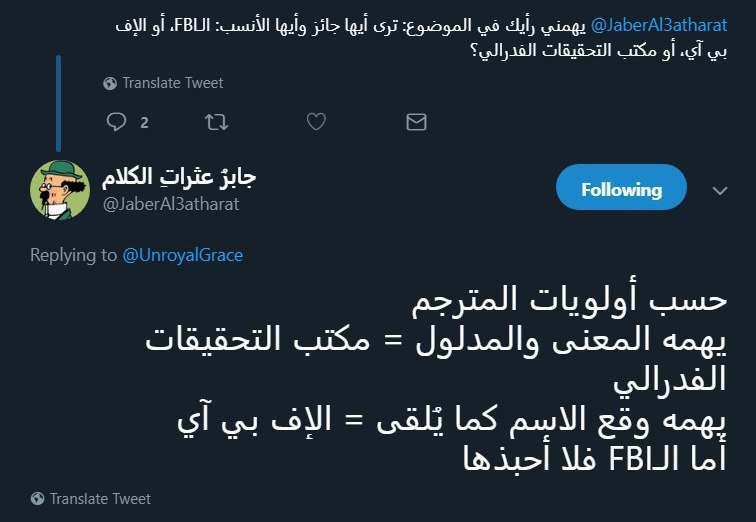 @JaberAl3atharat يهمني رأيك في الموضوع: ترى أيها جائز وأيها الأنسب: الـFBI، أو الإف
بي آي، أو مكتب التحقيقات الفدرالي؟
Translate Tweet
2
جابرُ عثراتِ الكلام
@JaberAl3atharat
Following
Replying to @UnroyalGrace
حسب أولويات المترجم
يهمه المعنى والمدلول = مكتب التحقيقات
الفدرالي
يهمه وقع الاسم كما يُلقى = الإف بي آي
أما الـFBI فلا أحبذها
Translate Tweet